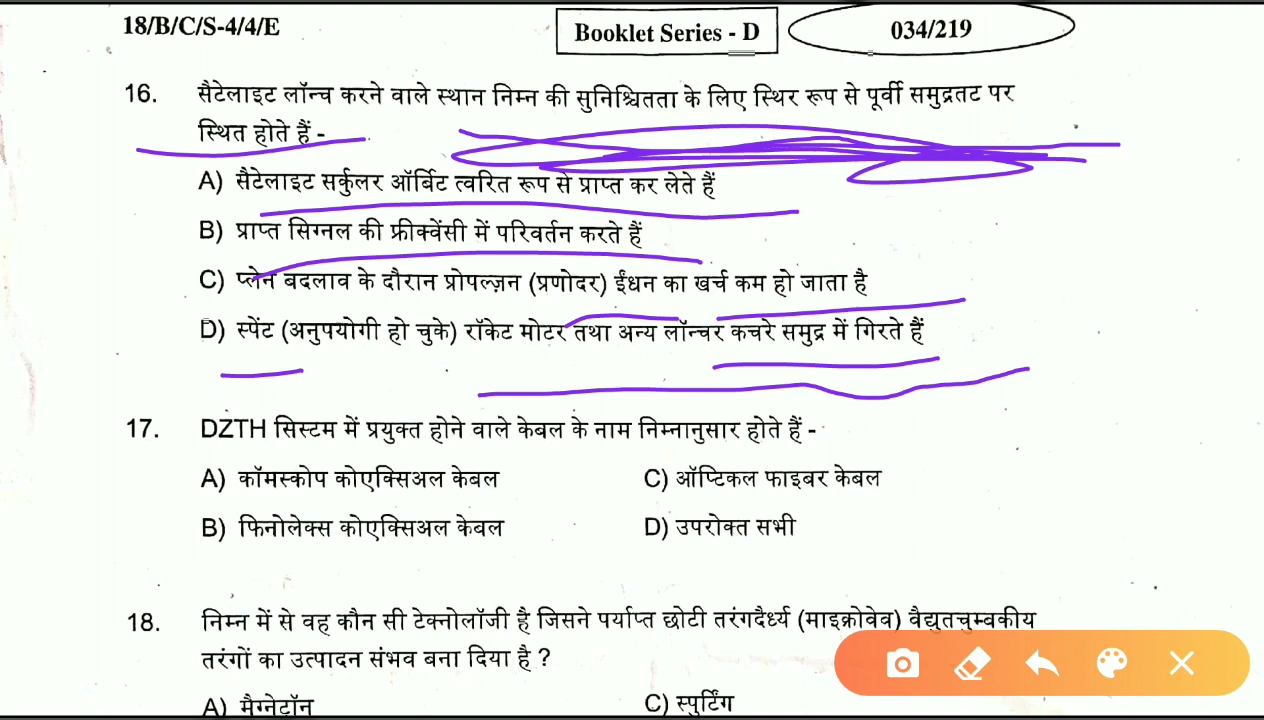 18/B/C/S-4/4/E
Booklet Series - D
034/219
16. सैटेलाइट लॉन्च करने वाले स्थान निम्न की सुनिश्चितता के लिए स्थिर रूप से पूर्वी समुद्रतट पर
स्थित होते हैं -
A) सैटेलाइट सर्कुलर ऑर्बिट त्वरित रूप से प्राप्त कर लेते हैं
B) प्राप्त सिग्नल की फ्रीक्वेंसी में परिवर्तन करते हैं
C) प्लेन बदलाव के दौरान प्रोपल्ज़न (प्रणोदर) ईंधन का खर्च कम हो जाता है
D) स्पेंट (अनुपयोगी हो चुके) रॉकेट मोटर तथा अन्य लॉन्चर कचरे समुद्र में गिरते हैं
17. DZTH सिस्टम में प्रयुक्त होने वाले केबल के नाम निम्नानुसार होते हैं -
A) कॉमस्कोप कोएक्सिअल केबल
C) ऑप्टिकल फाइबर केबल
B) फिनोलेक्स कोएक्सिअल केबल
D) उपरोक्त सभी
18. निम्न में से वह कौन सी टेक्नोलॉजी है जिसने पर्याप्त छोटी तरंगदैर्ध्य (माइक्रोवेव) वैद्युतचुम्बकीय
तरंगों का उत्पादन संभव बना दिया है ?
A) मैग्नेटॉन
C) स्पुर्टिंग